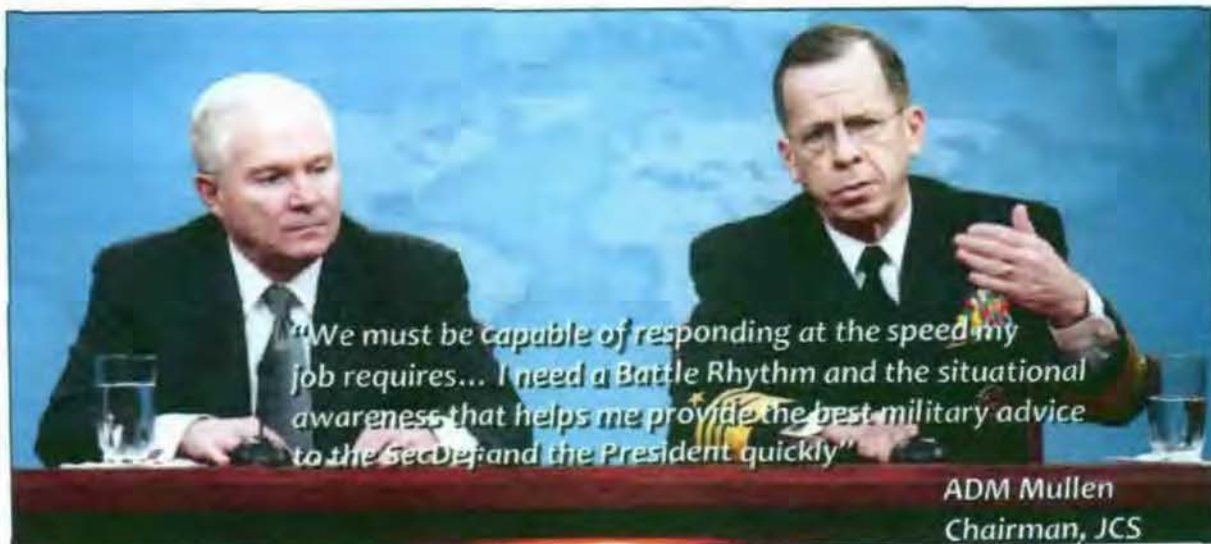 “We must be capable of responding at the speed my
job requires... I need a Battle Rhythm and the situational
awareness that helps me provide the best military advice
to the SecDef and the President quickly”
ADM Mullen
Chairman, JCS